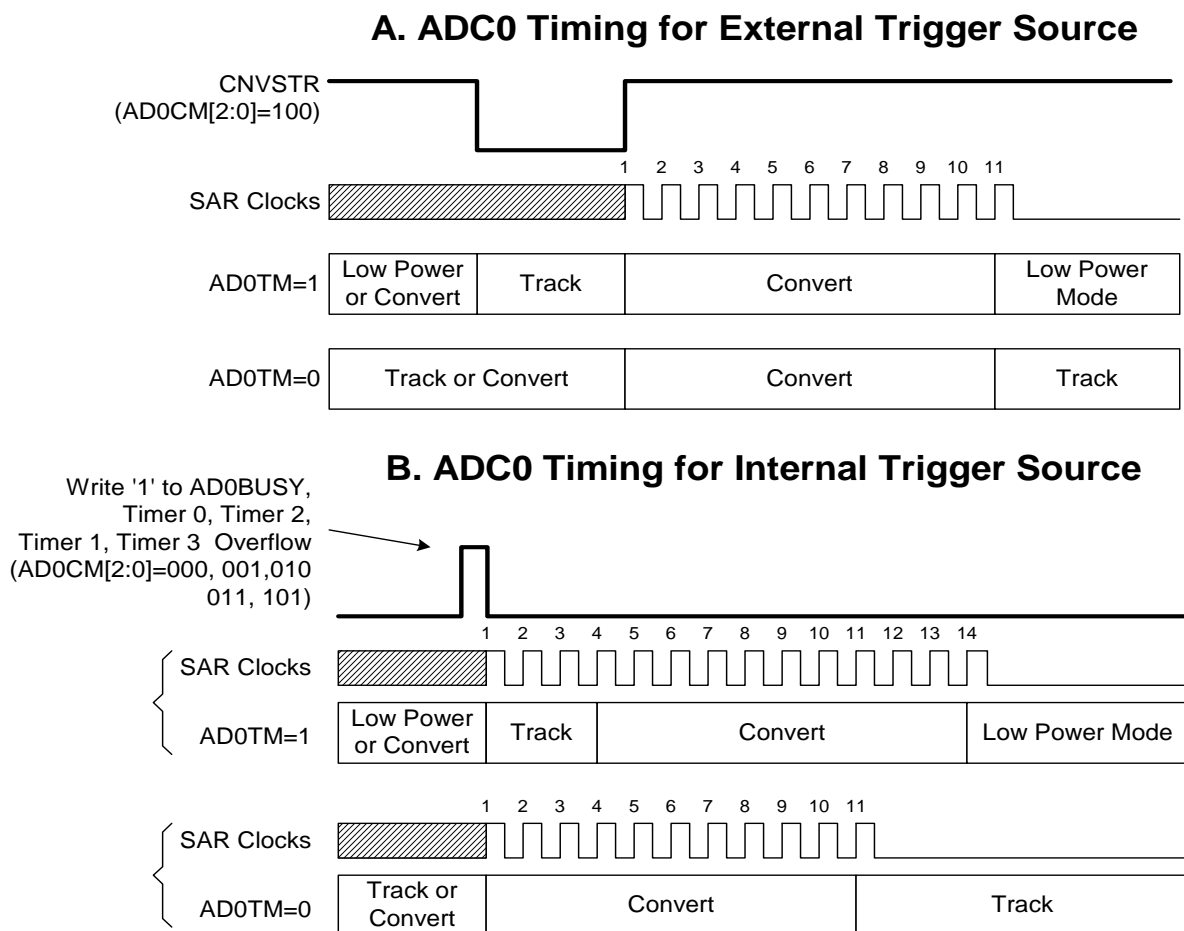 A. ADC0 Timing for External Trigger Source
CNVSTR
(AD0CM[2:0]=100)
1 2 3 4 5 6 7 8 9 10 11
SAR Clocks
AD0TM=1
Low Power
or Convert
Track
Convert
Low Power
Mode
AD0TM=0
Track or Convert
Convert
Track
B. ADC0 Timing for Internal Trigger Source
Write '1' to AD0BUSY,
Timer 0, Timer 2,
Timer 1, Timer 3 Overflow
(AD0CM[2:0]=000, 001,010
011, 101)
1 2 3 4 5 6 7 8 9 10 11 12 13 14
SAR Clocks
AD0TM=1
Low Power
or Convert
Track
Convert
Low Power Mode
1 2 3 4 5 6 7 8 9 10 11
SAR Clocks
AD0TM=0
Track or
Convert
Convert
Track